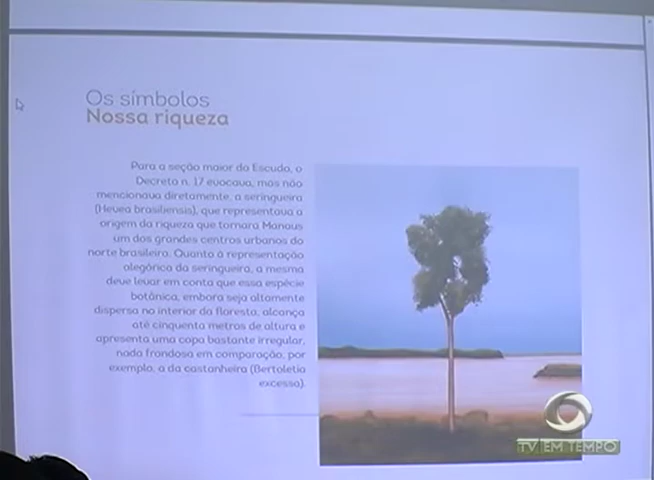 Os símbolos
Nossa riqueza
Para a seção maior do Escudo, o
Decreto n. 17 evocava, mas não
mencionava diretamente, a seringueira
(Hevea brasiliensis), que representava a
origem da riqueza que tornara Manaus
um dos grandes centros urbanos do
norte brasileiro. Quanto à representação
alegórica da seringueira, a mesma
deve levar em conta que essa espécie
botânica, embora seja altamente
dispersa no interior da floresta, alcança
até cinquenta metros de altura e
apresenta uma copa bastante irregular,
nada frondosa em comparação, por
exemplo, a da castanheira (Bertoletia
excessa).
TV EM TEMPO